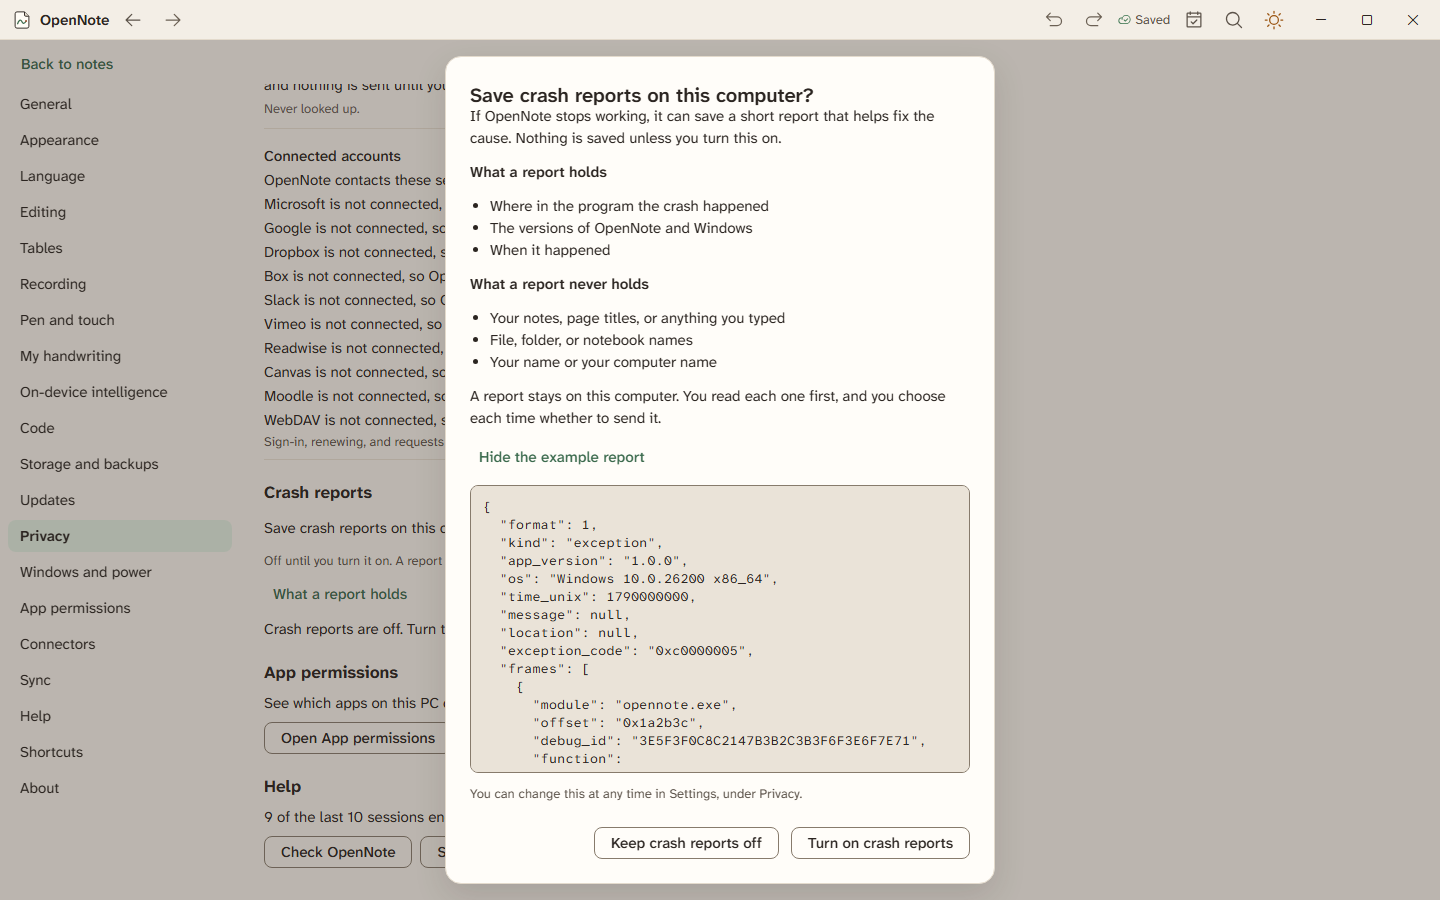 OpenNote
Saved
Back to notes
General
Appearance
Language
Editing
Tables
Recording
Pen and touch
My handwriting
On-device intelligence
Code
Storage and backups
Updates
Privacy
Windows and power
App permissions
Connectors
Sync
Help
Shortcuts
About
and nothing is sent until you
Never looked up.
Connected accounts
OpenNote contacts these
Microsoft is not connected,
Google is not connected,
Dropbox is not connected,
Box is not connected, so
Slack is not connected,
Vimeo is not connected, so
Readwise is not connected,
Canvas is not connected,
Moodle is not connected,
WebDAV is not connected,
Sign-in, renewing, and requests
Crash reports
Save crash reports on this
Off until you turn it on. A report
What a report holds
Crash reports are off. Turn
App permissions
See which apps on this PC
Open App permissions
Help
9 of the last 10 sessions
Check OpenNote
Save crash reports on this computer?
If OpenNote stops working, it can save a short report that helps fix the
cause. Nothing is saved unless you turn this on.
What a report holds
• Where in the program the crash happened
• The versions of OpenNote and Windows
• When it happened
What a report never holds
• Your notes, page titles, or anything you typed
• File, folder, or notebook names
• Your name or your computer name
A report stays on this computer. You read each one first, and you choose
each time whether to send it.
Hide the example report
{
"format": 1,
"kind": "exception",
"app_version": "1.0.0",
"os": "Windows 10.0.26200 x86_64",
"time_unix": 1790000000,
"message": null,
"location": null,
"exception_code": "0xc0000005",
"frames": [
{
"module": "opennote.exe",
"offset": "0x1a2b3c",
"debug_id": "3E5F3F0C8C2147B3B2C3B3F6F3E6F7E71",
"function":
You can change this at any time in Settings, under Privacy.
Keep crash reports off
Turn on crash reports